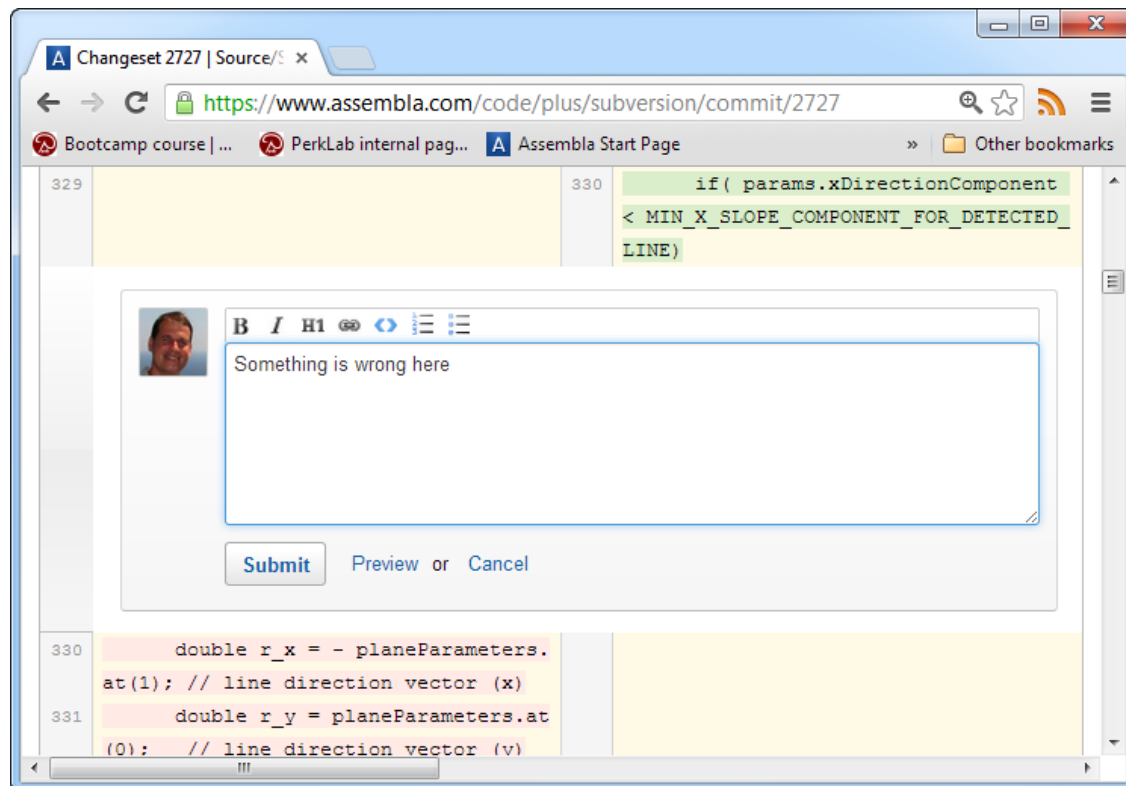 Changeset 2727 | Source/S
https://www.assembla.com/code/plus/subversion/commit/2727
Bootcamp course | ... PerkLab internal pag... A Assembla Start Page » Other bookmarks
329 330 if( params.xDirectionComponent
< MIN_X_SLOPE_COMPONENT_FOR_DETECTED_
LINE)
B I H1
Something is wrong here
Submit Preview or Cancel
330 double r_x = - planeParameters.
at(1); // line direction vector (x)
331 double r_y = planeParameters.at
(0); // line direction vector (y)